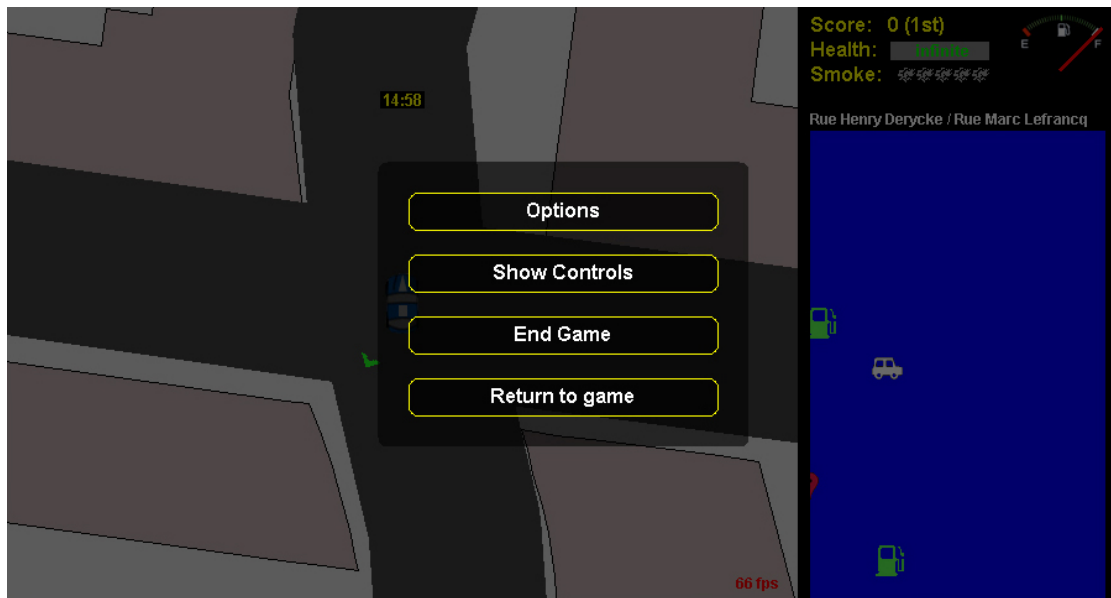 14:58
Options
Show Controls
End Game
Return to game
66 fps
Score: 0 (1st)
Health: Infinite
Smoke:
E F
Rue Henry Derycke / Rue Marc Lefrancq